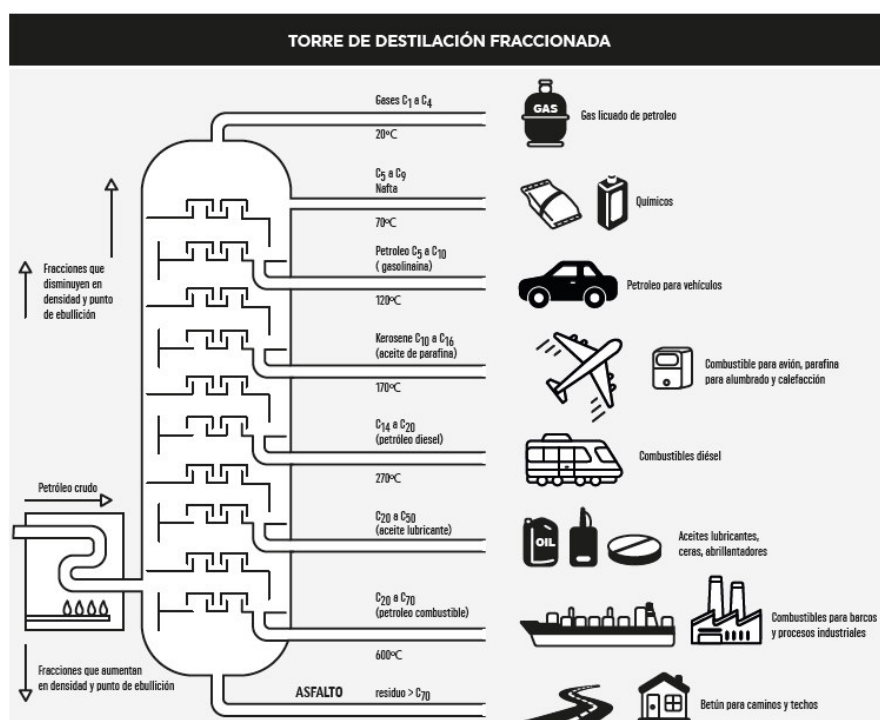 TORRE DE DESTILACIÓN FRACCIONADA
Gases C₁ a C₄
20ºC
GAS
Gas licuado de petroleo
C₅ a C₉
Nafta
70ºC
Químicos
Fracciones que
disminuyen en
densidad y punto
de ebullición
Petroleo C₅ a C₁₀
( gasolinaina)
120ºC
Petroleo para vehículos
Kerosene C₁₀ a C₁₆
(aceite de parafina)
170ºC
Combustible para avión, parafina
para alumbrado y calefacción
C₁₄ a C₂₀
(petróleo diesel)
270ºC
Combustibles diésel
Petróleo crudo
C₂₀ a C₅₀
(aceite lubricante)
OIL
Aceites lubricantes,
ceras, abrillantadores
C₂₀ a C₇₀
(petroleo combustible)
600ºC
Combustibles para barcos
y procesos industriales
Fracciones que aumentan
en densidad y punto de ebullición
ASFALTO
residuo > C₇₀
Betún para caminos y techos